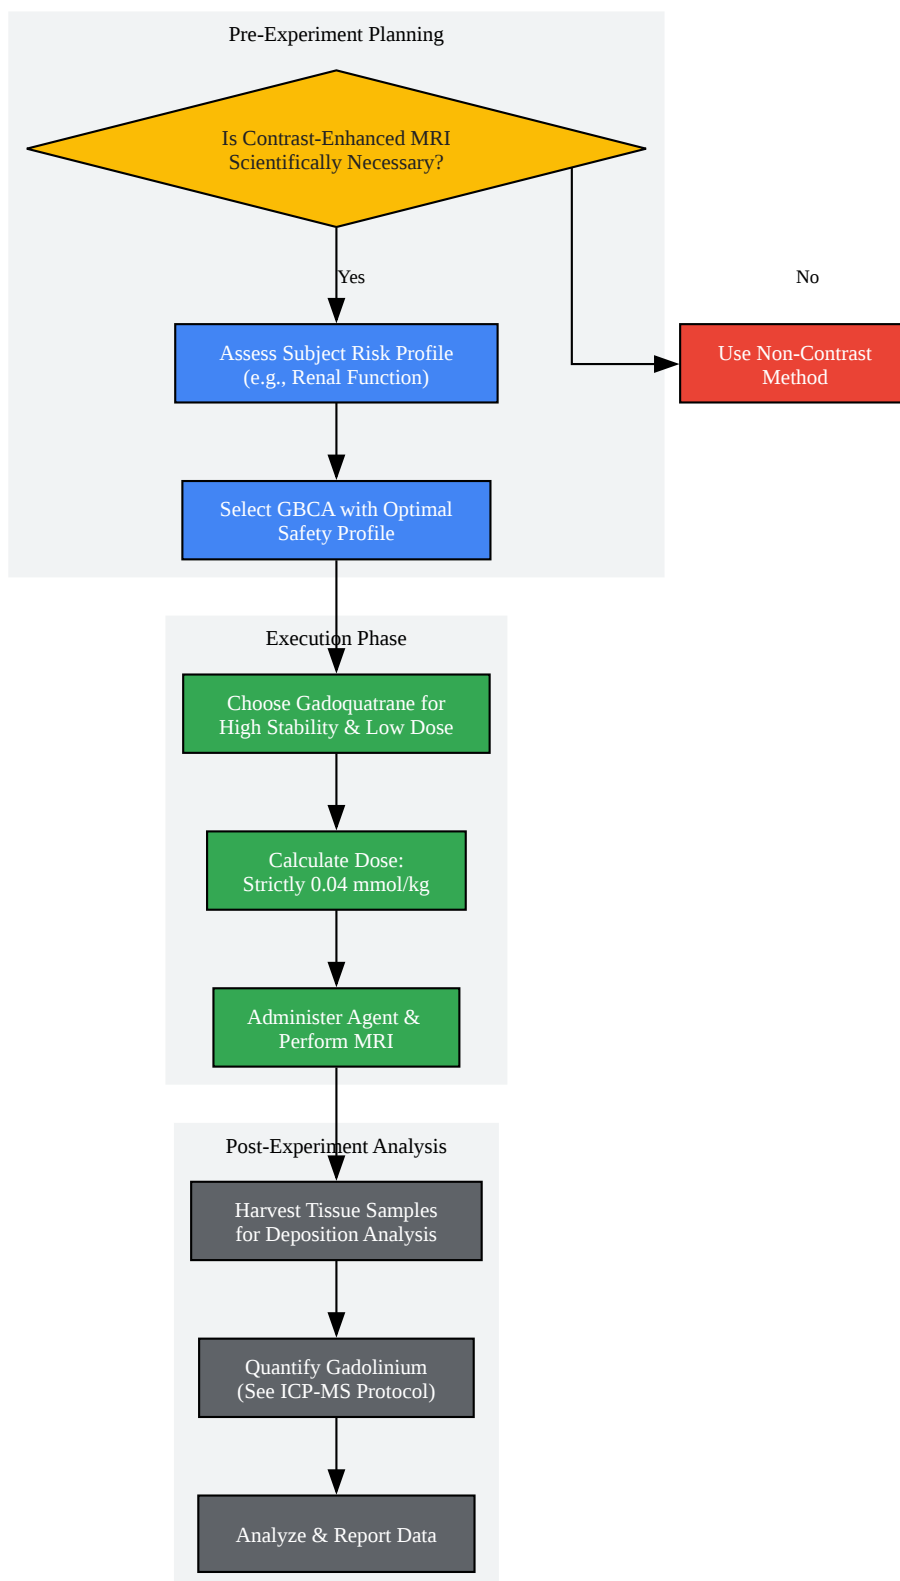 Pre-Experiment Planning
Is Contrast-Enhanced MRI
Scientifically Necessary?
Yes
No
Assess Subject Risk Profile
(e.g., Renal Function)
Use Non-Contrast
Method
Select GBCA with Optimal
Safety Profile
Execution Phase
Choose Gadoquatrane for
High Stability & Low Dose
Calculate Dose:
Strictly 0.04 mmol/kg
Administer Agent &
Perform MRI
Post-Experiment Analysis
Harvest Tissue Samples
for Deposition Analysis
Quantify Gadolinium
(See ICP-MS Protocol)
Analyze & Report Data